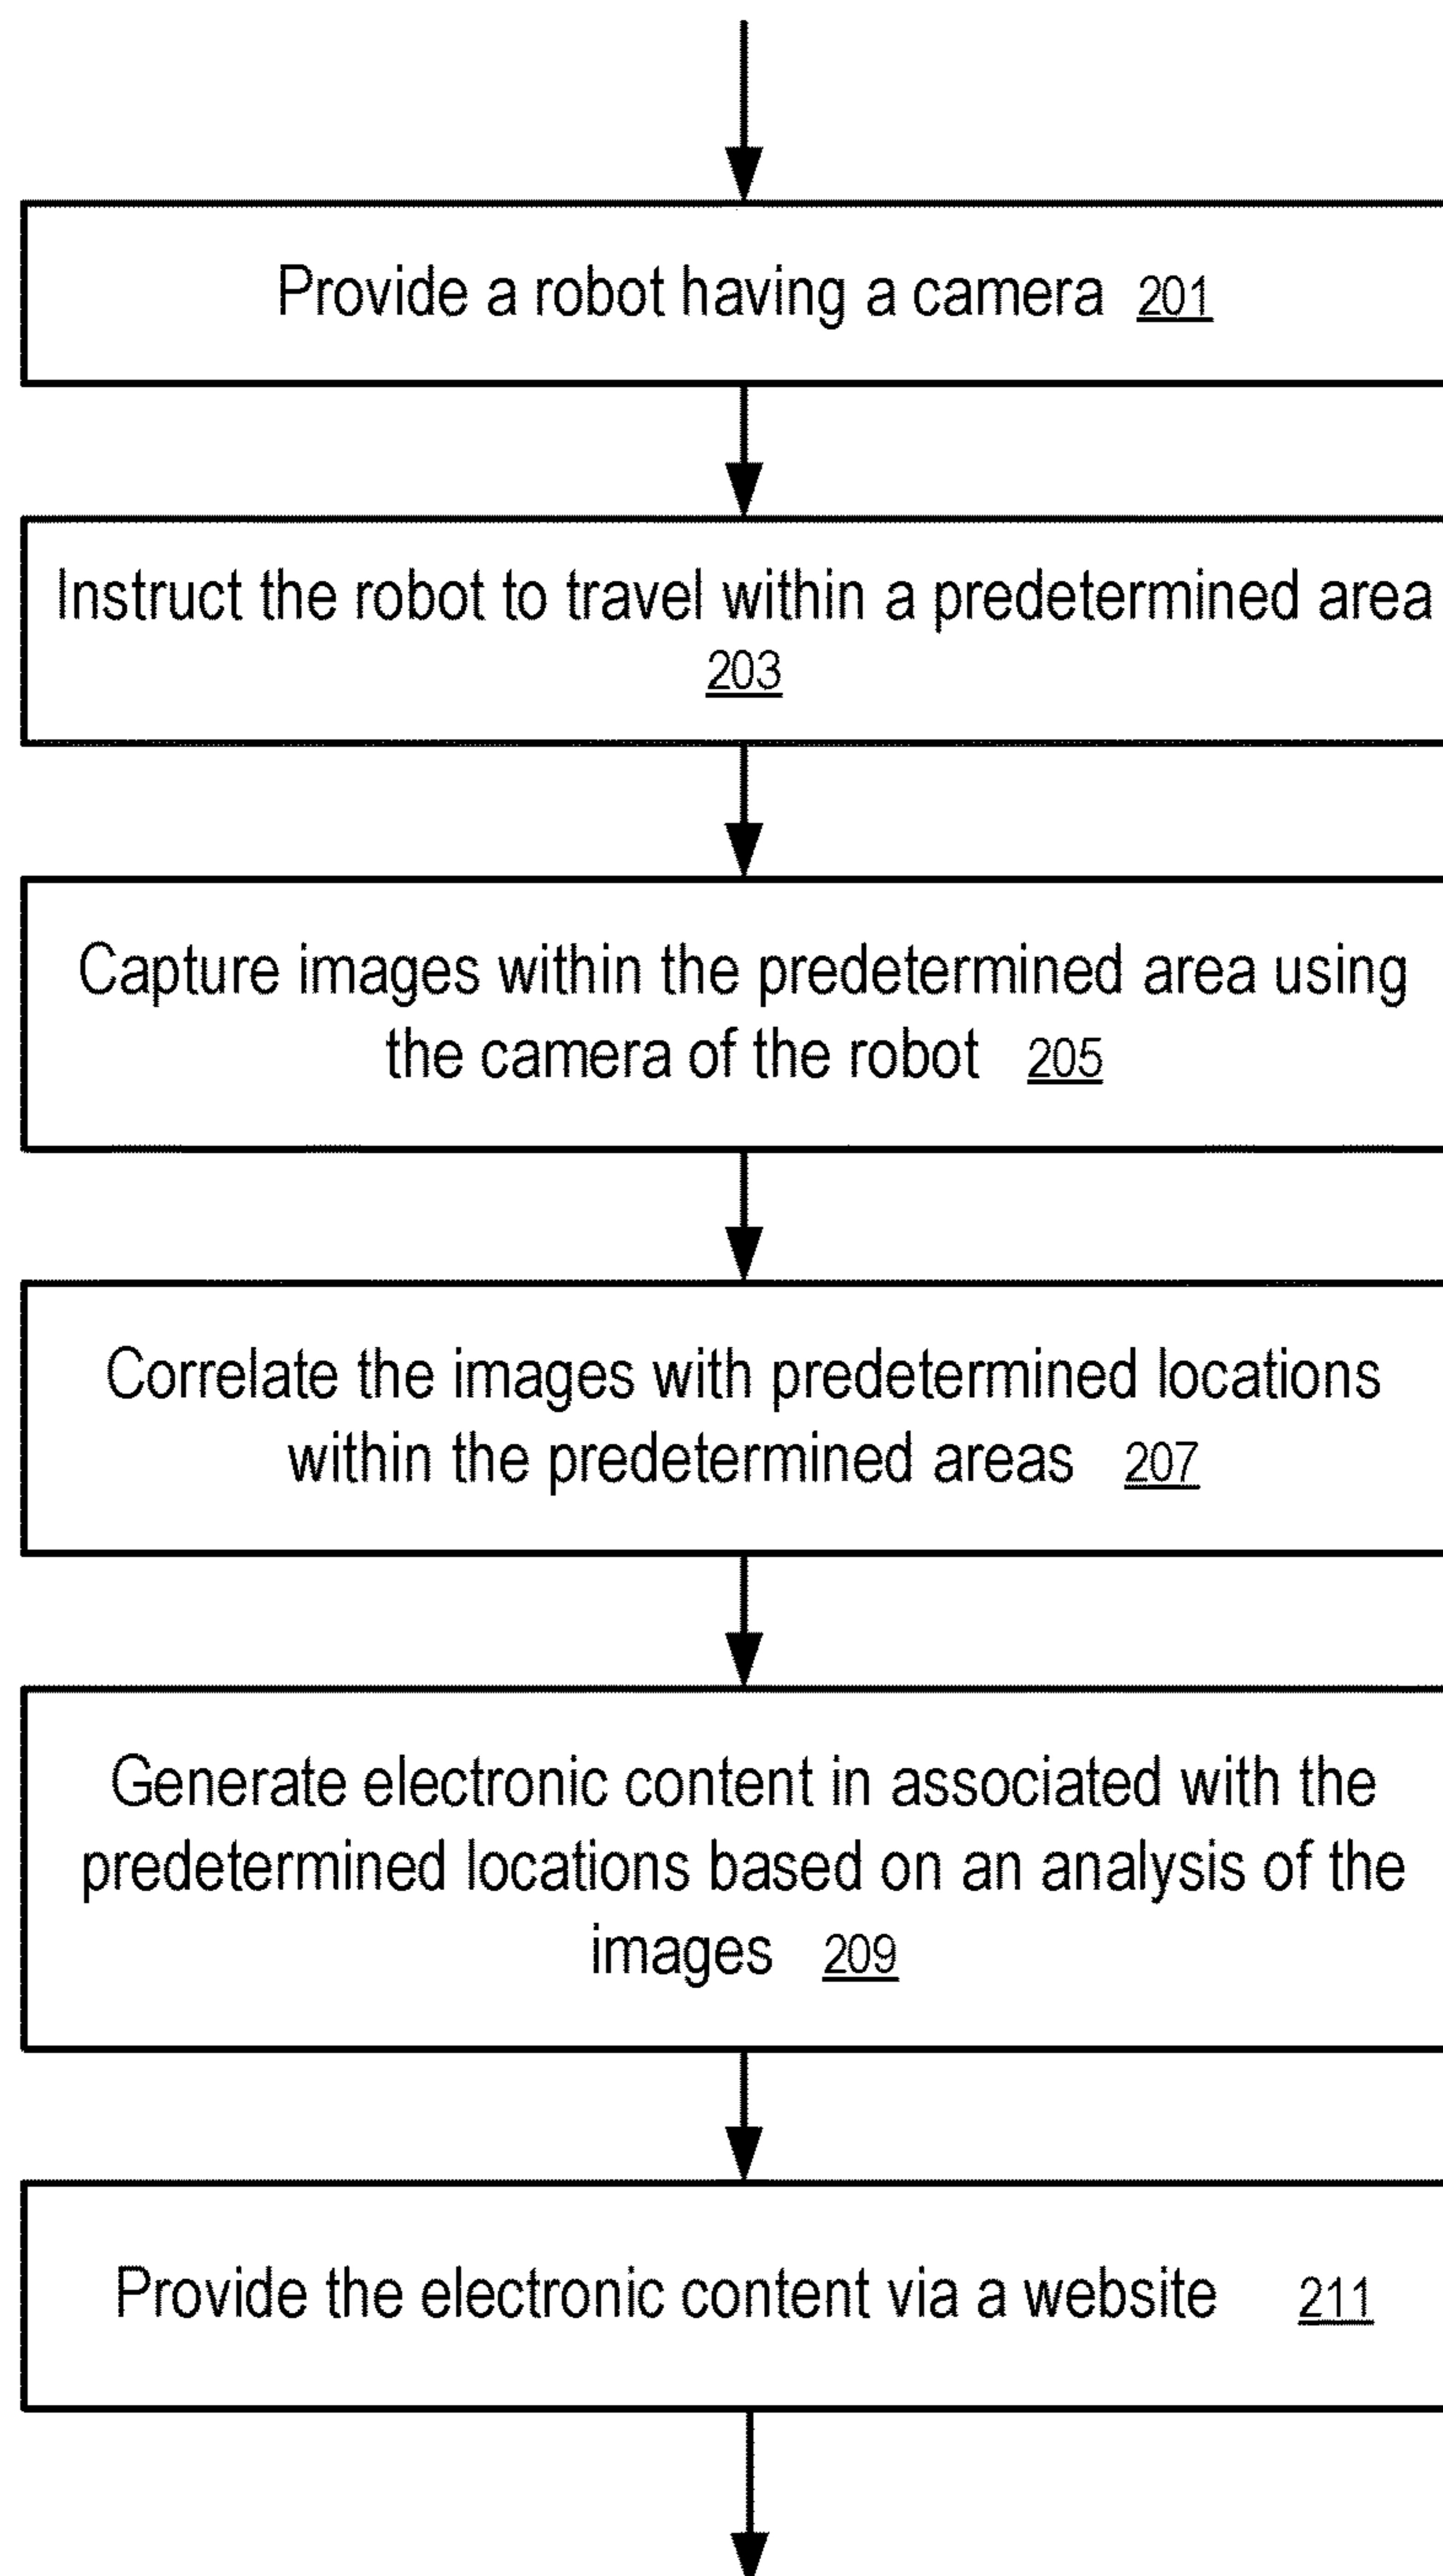 Provide a robot having a camera 201
Instruct the robot to travel within a predetermined area
203
Capture images within the predetermined area using
the camera of the robot 205
Correlate the images with predetermined locations
within the predetermined areas 207
Generate electronic content in associated with the
predetermined locations based on an analysis of the
images 209
Provide the electronic content via a website 211